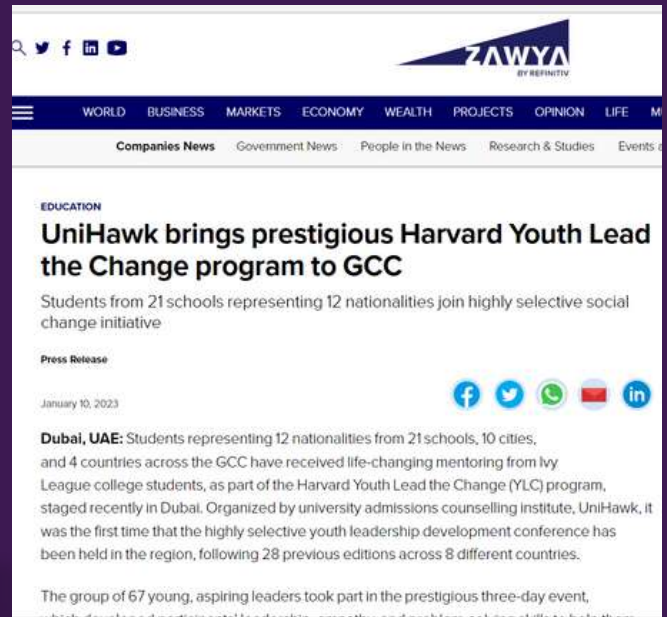 ZAWYA
BY REFINITIV
WORLD BUSINESS MARKETS ECONOMY WEALTH PROJECTS OPINION LIFE
Companies News Government News People in the News Research & Studies Events
EDUCATION
UniHawk brings prestigious Harvard Youth Lead
the Change program to GCC
Students from 21 schools representing 12 nationalities join highly selective social
change initiative
Press Release
January 10, 2023
Dubai, UAE: Students representing 12 nationalities from 21 schools, 10 cities,
and 4 countries across the GCC have received life-changing mentoring from Ivy
League college students, as part of the Harvard Youth Lead the Change (YLC) program,
staged recently in Dubai. Organized by university admissions counselling institute, UniHawk, it
was the first time that the highly selective youth leadership development conference has
been held in the region, following 28 previous editions across 8 different countries.
The group of 67 young, aspiring leaders took part in the prestigious three-day event,